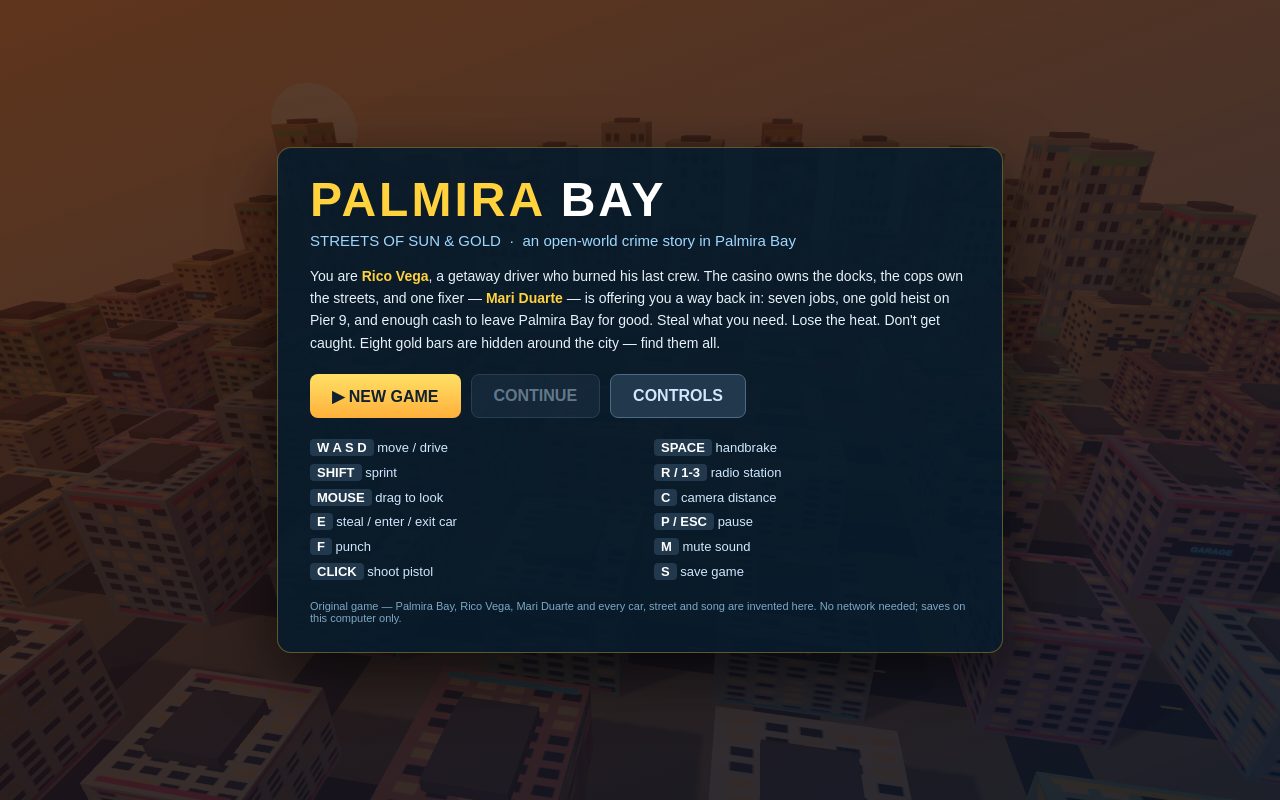 PALMIRA BAY
STREETS OF SUN & GOLD · an open-world crime story in Palmira Bay
You are Rico Vega, a getaway driver who burned his last crew. The casino owns the docks, the cops own
the streets, and one fixer — Mari Duarte — is offering you a way back in: seven jobs, one gold heist on
Pier 9, and enough cash to leave Palmira Bay for good. Steal what you need. Lose the heat. Don't get
caught. Eight gold bars are hidden around the city — find them all.
▶ NEW GAME CONTINUE CONTROLS
W A S D move / drive
SHIFT sprint
MOUSE drag to look
E steal / enter / exit car
F punch
CLICK shoot pistol
SPACE handbrake
R / 1-3 radio station
C camera distance
P / ESC pause
M mute sound
S save game
Original game — Palmira Bay, Rico Vega, Mari Duarte and every car, street and song are invented here. No network needed; saves on
this computer only.
GARAGE